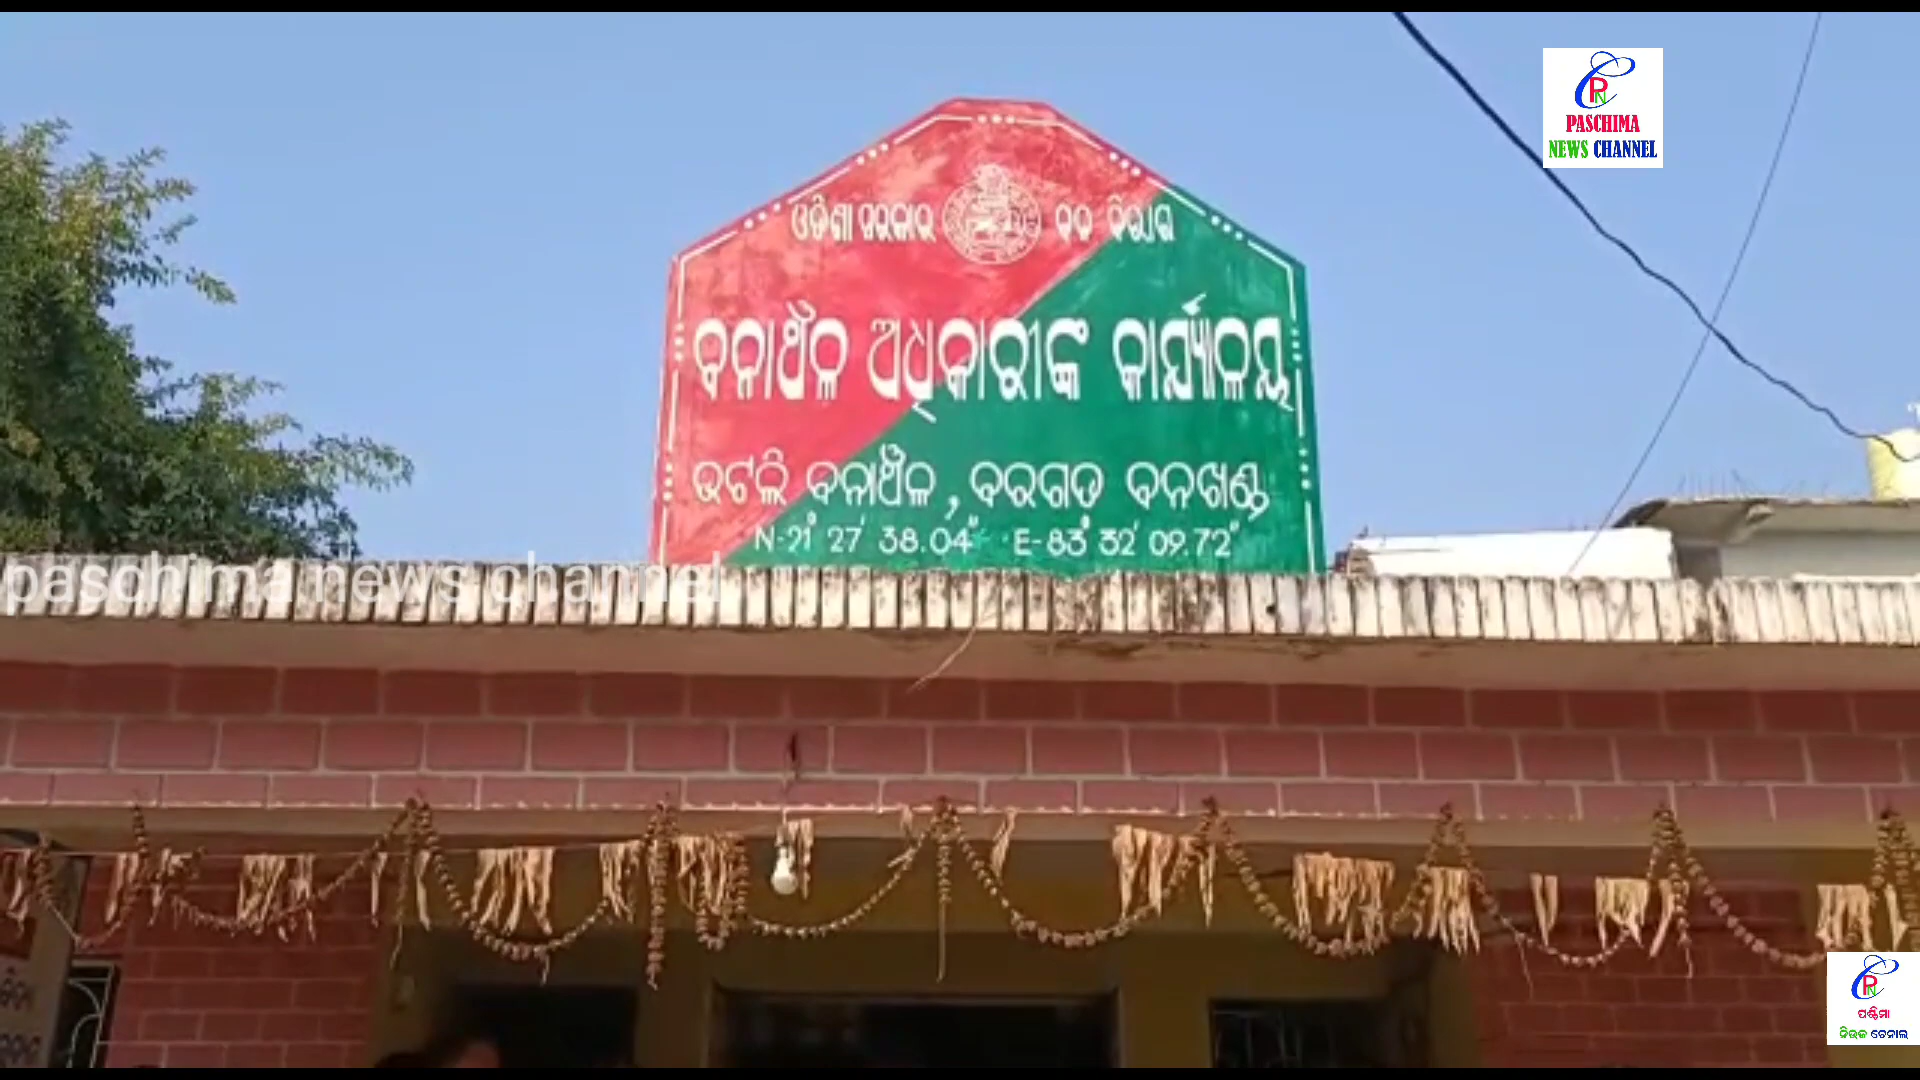 PASCHIMA
NEWS CHANNEL
ଓଡିଶା ସରକାର ବନ ବିଭାଗ
ବନାଞ୍ଚଳ ଅଧିକାରୀଙ୍କ କାର୍ଯ୍ୟାଳୟ
ଭଟଲି ବନାଞ୍ଚଳ, ବରଗଡ଼ ବନଖଣ୍ଡ
N-21° 27' 38.04" E-83° 32' 09.72"
paschima news channel
ପଶ୍ଚିମା
ନିଉଜ ଚେନାଲ